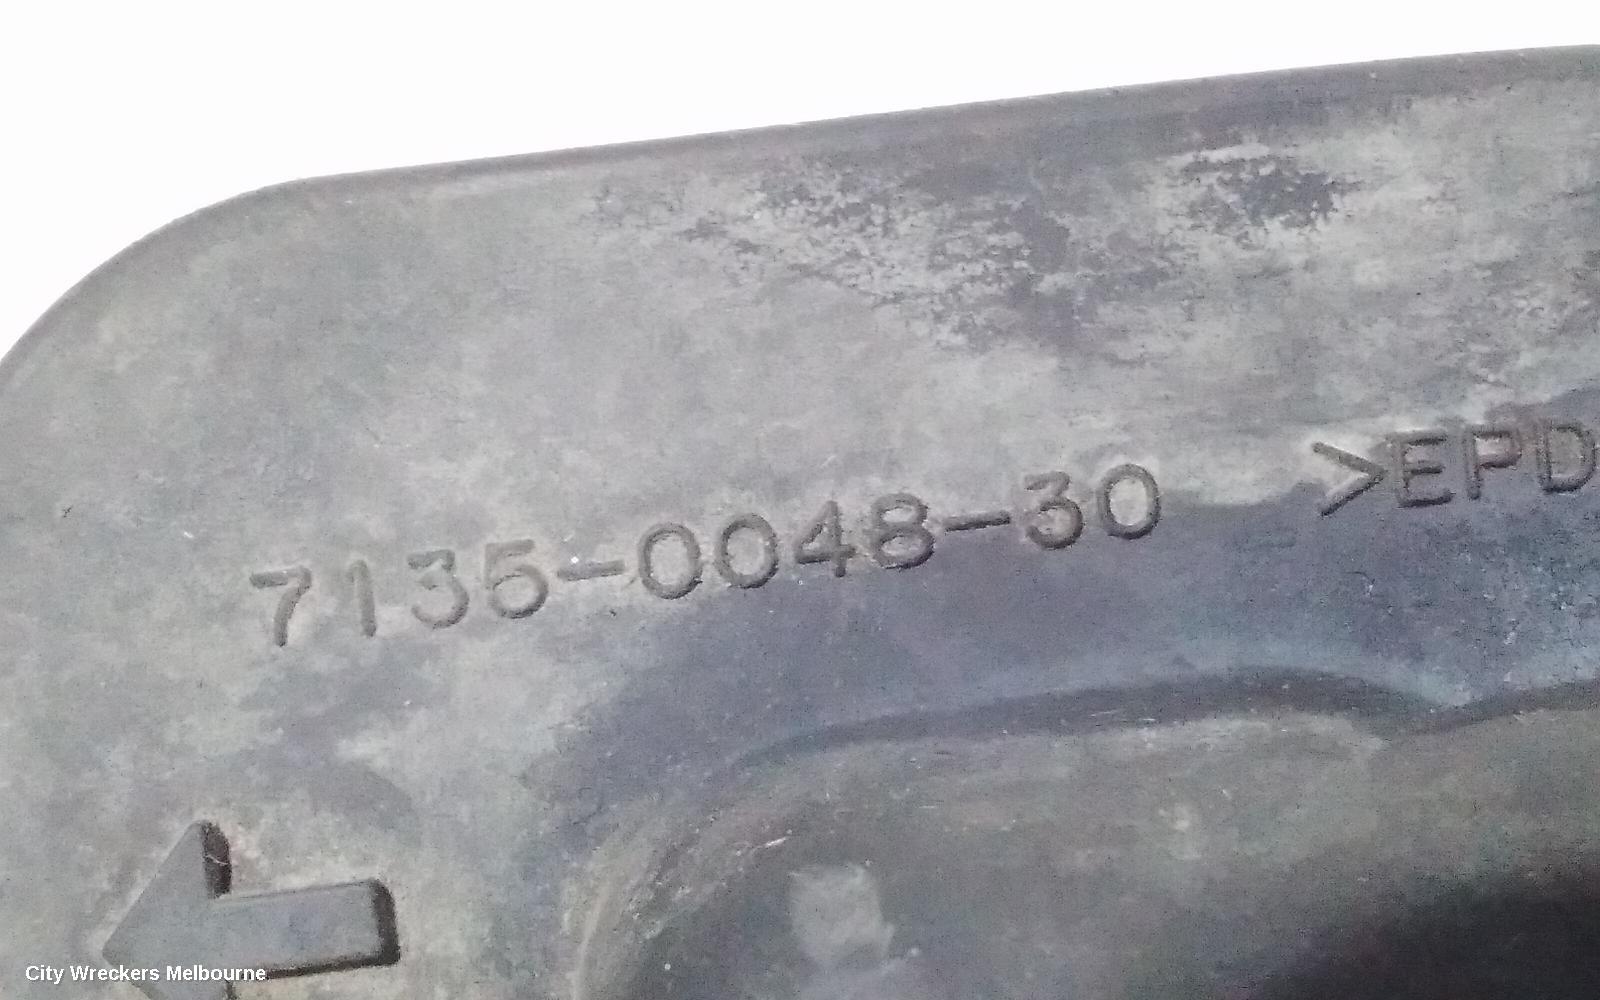 7135-0048-30 >EPD
City Wreckers Melbourne